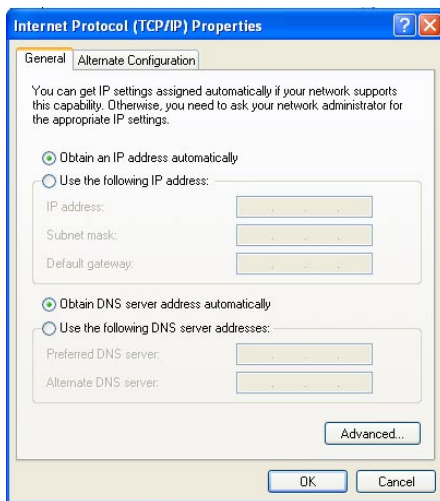 Internet Protocol (TCP/IP) Properties
General
Alternate Configuration
You can get IP settings assigned automatically if your network supports
this capability. Otherwise, you need to ask your network administrator for
the appropriate IP settings.
Obtain an IP address automatically
Use the following IP address:
IP address:
Subnet mask:
Default gateway:
Obtain DNS server address automatically
Use the following DNS server addresses:
Preferred DNS server:
Alternate DNS server:
Advanced...
OK
Cancel